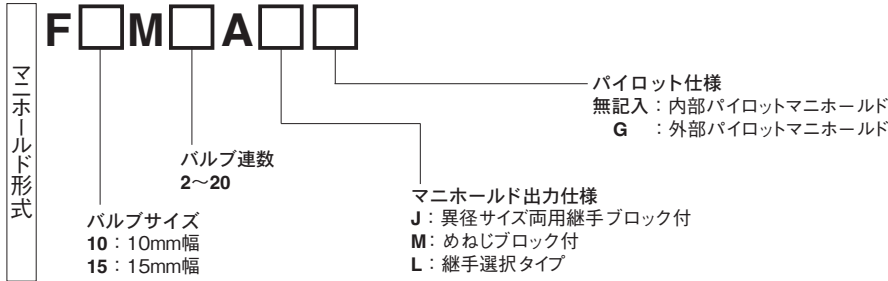 マニホールド形式
F□M□A□□
パイロット仕様
無記入：内部パイロットマニホールド
G ：外部パイロットマニホールド
バルブ連数
2～20
マニホールド出力仕様
J：異径サイズ両用継手ブロック付
M：めねじブロック付
L：継手選択タイプ
バルブサイズ
10：10mm幅
15：15mm幅